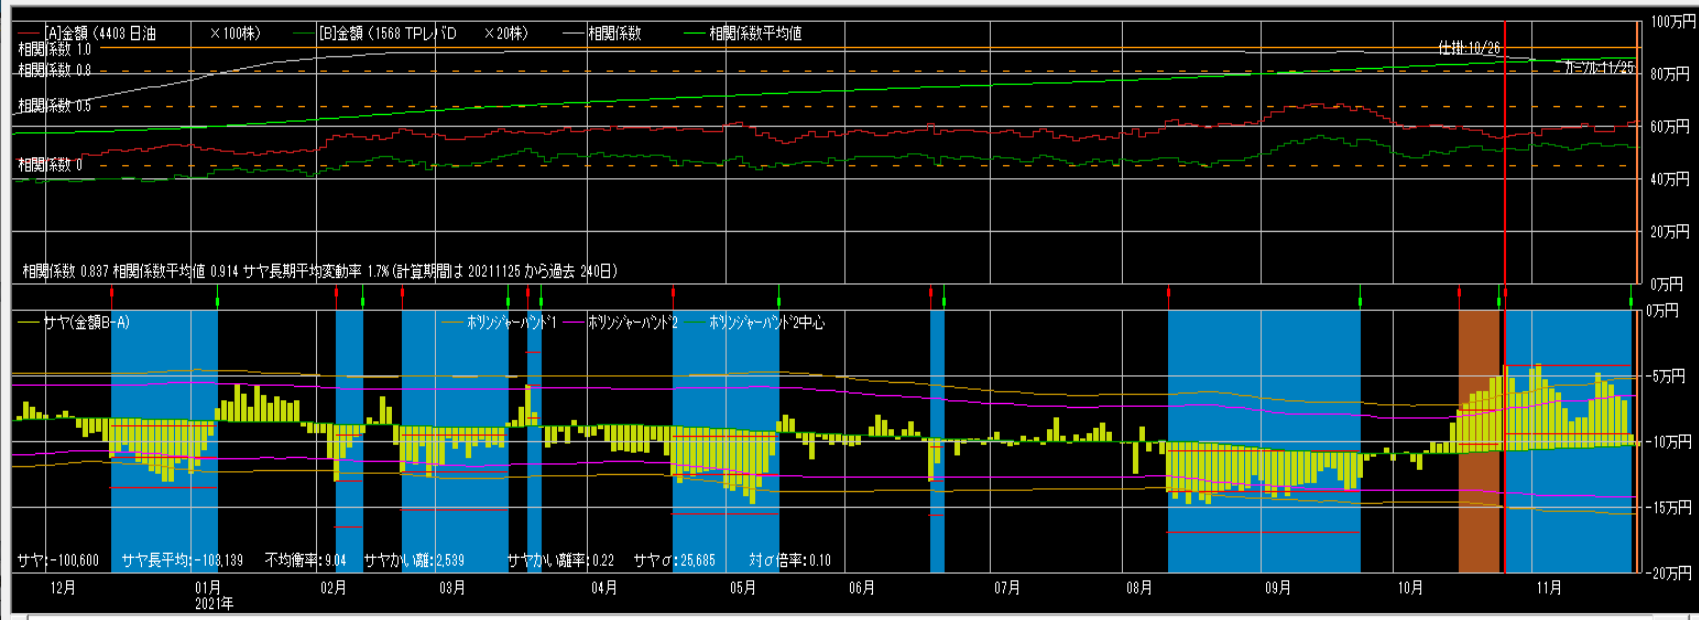 [A]金額 (4403 日油 ×100株) [B]金額 (1568 TPレバD ×20株) 相関係数 相関係数平均値
100万円
相関係数 1.0
仕掛:10/26
相関係数 0.8
カーソル:11/25
80万円
相関係数 0.5
60万円
相関係数 0
40万円
20万円
相関係数 0.837 相関係数平均値 0.914 サヤ長期平均変動率 1.7% (計算期間は 20211125 から過去 240日)
0万円
0万円
サヤ(金額B-A) ボリンジャーバンド1 ボリンジャーバンド2 ボリンジャーバンド2中心
-5万円
-10万円
-15万円
サヤ:-100,600 サヤ長平均:-103,139 不均衡率:9.04 サヤかい離:2,539 サヤかい離率:0.22 サヤσ:25,685 対σ倍率:0.10
-20万円
12月 01月 02月 03月 04月 05月 06月 07月 08月 09月 10月 11月
2021年